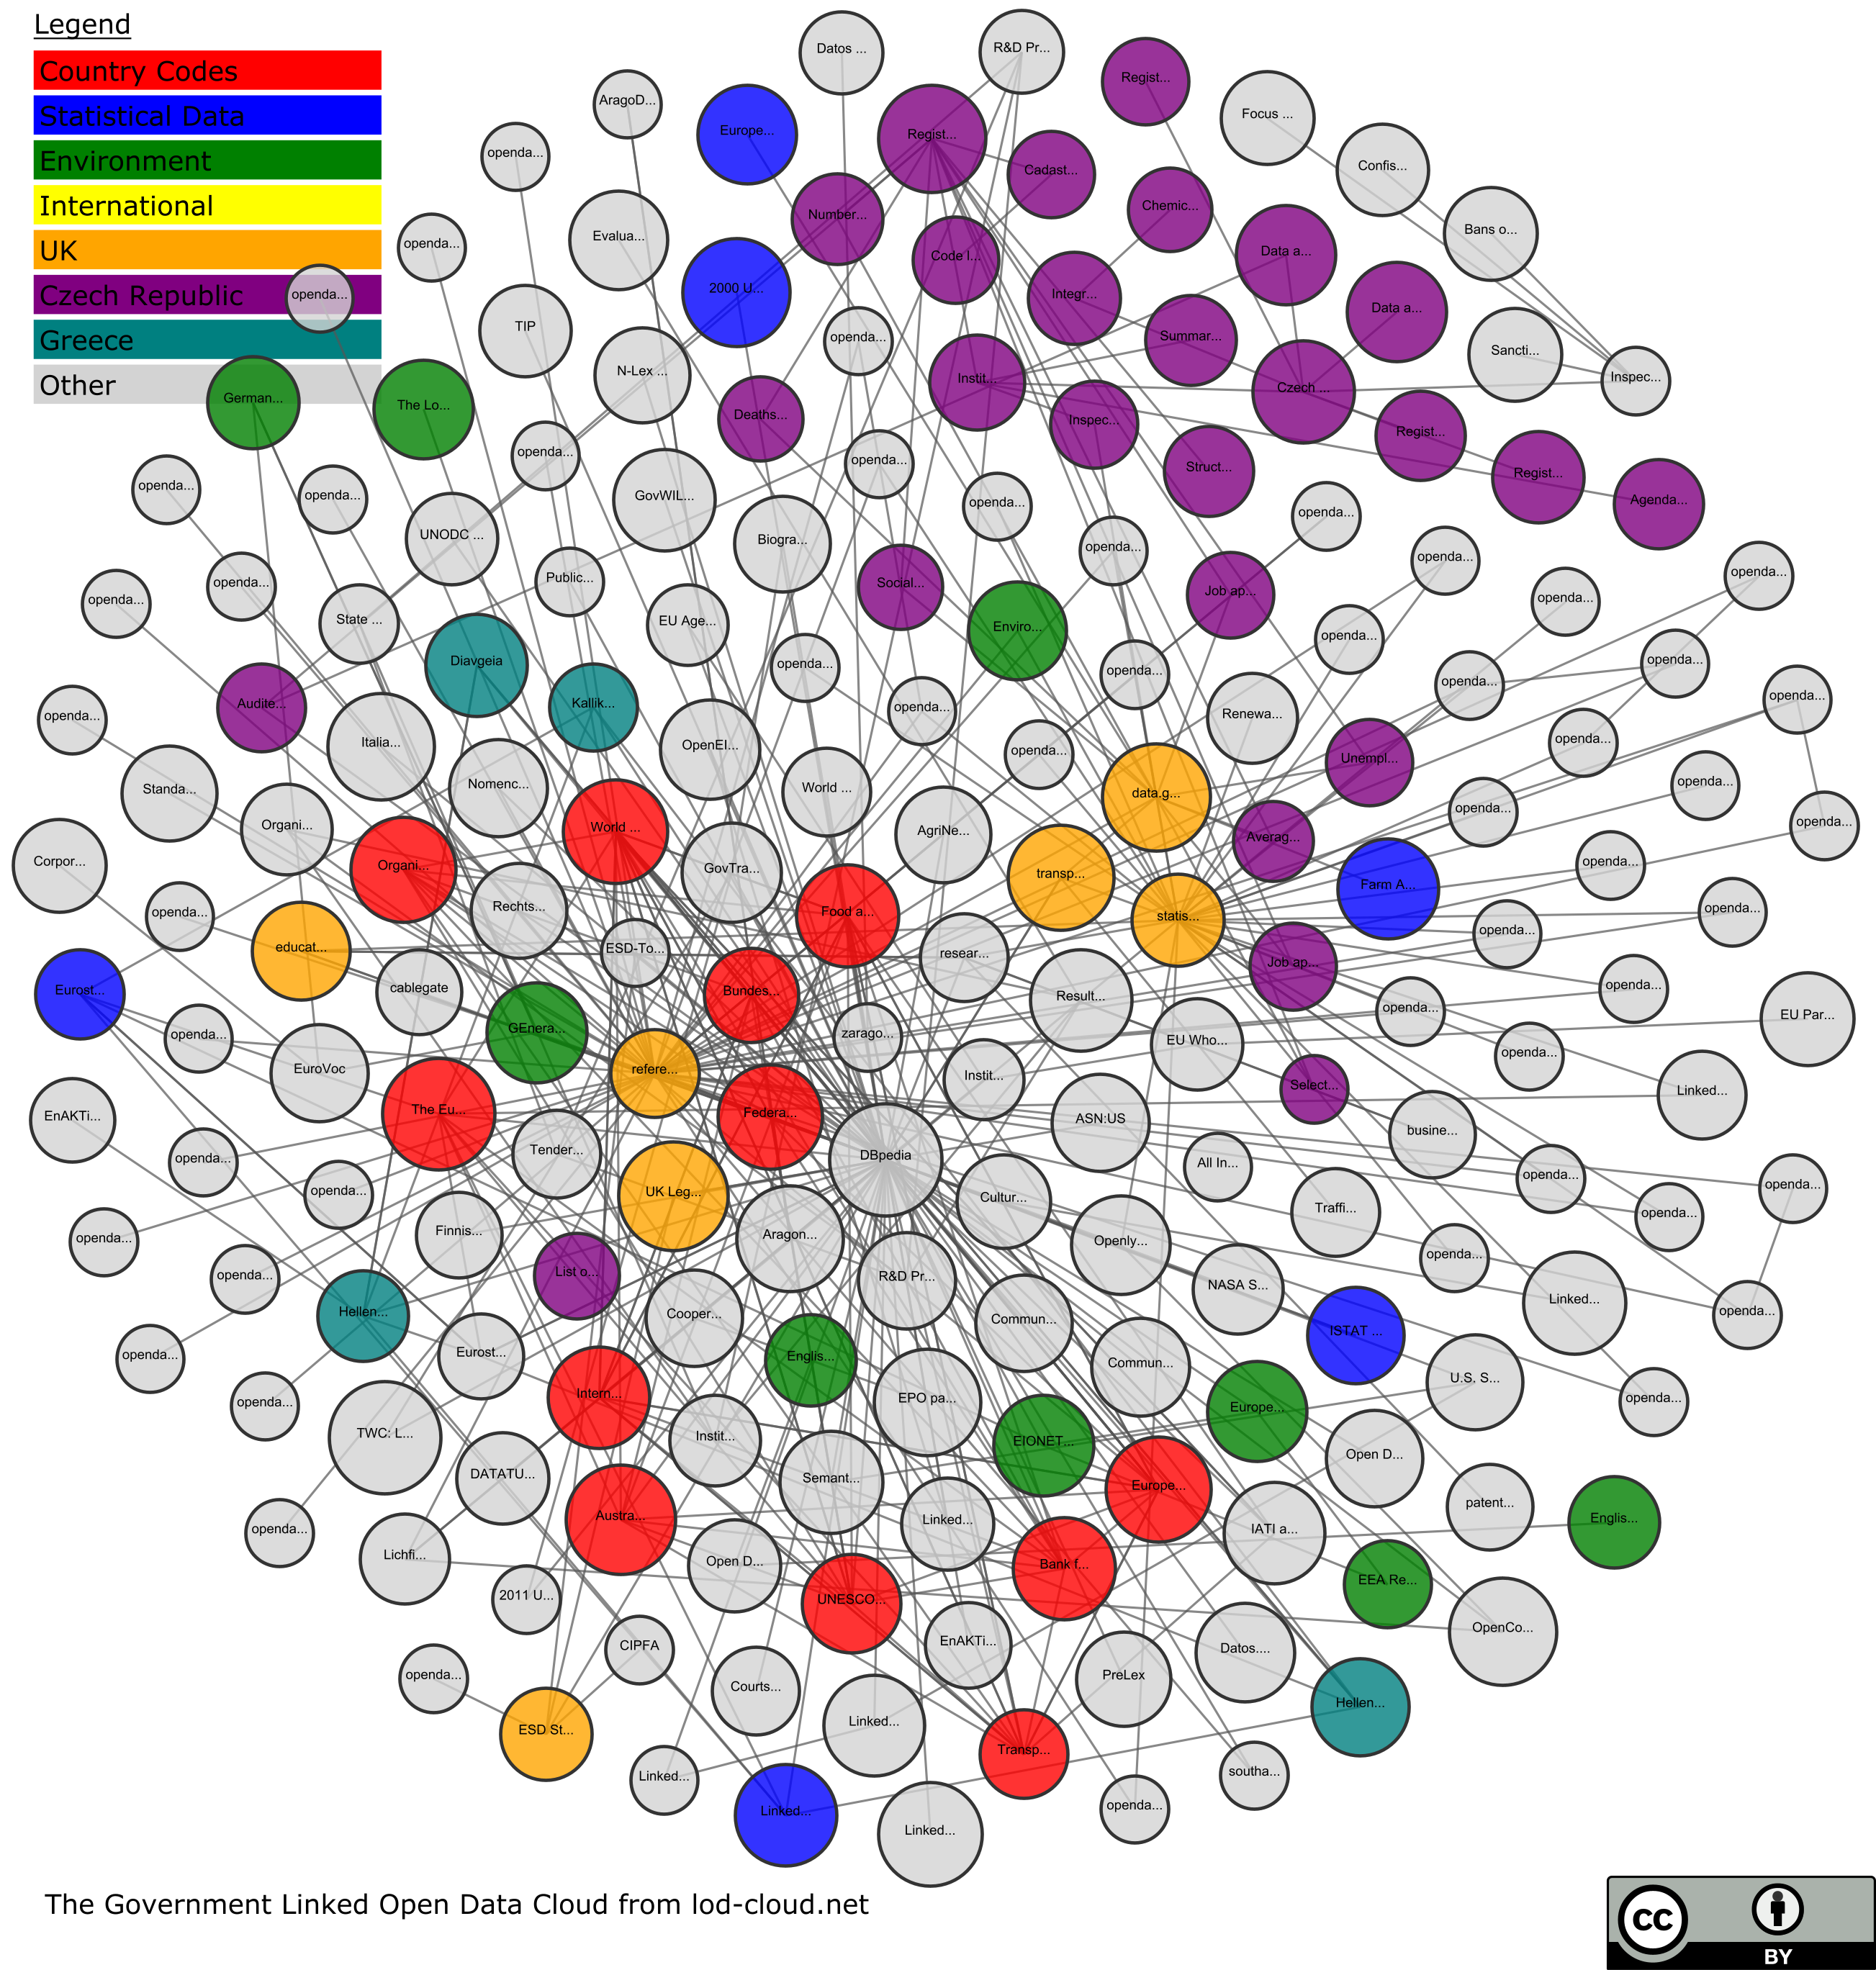 Legend
Country Codes
Statistical Data
Environment
International
UK
Czech Republic
Greece
Other
Datos ...
R&D Pr...
Regist...
AragoD...
Focus ...
Europe...
Regist...
openda...
Confis...
Cadast...
Chemic...
Number...
Bans o...
Evalua...
openda...
Code l...
Data a...
2000 U...
openda...
Integr...
Data a...
TIP
openda...
Summar...
Sancti...
N-Lex ...
Instit...
Inspec...
Czech ...
German...
The Lo...
Deaths...
Inspec...
Regist...
openda...
openda...
Struct...
Regist...
openda...
openda...
GovWIL...
openda...
Agenda...
openda...
UNODC ...
Biogra...
openda...
openda...
openda...
Public...
openda...
Social...
Job ap...
openda...
openda...
State ...
EU Age...
Enviro...
openda...
Diavgeia
openda...
openda...
openda...
openda...
Audite...
Kallik...
openda...
Renewa...
openda...
openda...
Italia...
OpenEI...
openda...
openda...
Standa...
Nomenc...
World ...
data.g...
Unempl...
openda...
Organi...
World ...
AgriNe...
Averag...
openda...
openda...
Corpor...
Organi...
GovTra...
transp...
Farm A...
openda...
openda...
Rechts...
Food a...
statis...
openda...
educat...
ESD-To...
resear...
Job ap...
openda...
Eurost...
cablegate
Bundes...
Result...
openda...
openda...
GEnera...
zarago...
EU Who...
openda...
EU Par...
EuroVoc
refere...
Instit...
Select...
openda...
Linked...
EnAKTi...
The Eu...
Federa...
ASN:US
busine...
openda...
Tender...
DBpedia
All In...
openda...
openda...
UK Leg...
Cultur...
Traffi...
openda...
openda...
Finnis...
Aragon...
Openly...
openda...
openda...
List o...
R&D Pr...
NASA S...
Linked...
Hellen...
Cooper...
Commun...
ISTAT ...
openda...
openda...
Eurost...
Englis...
Commun...
U.S. S...
openda...
Intern...
EPO pa...
Europe...
openda...
TWC: L...
Instit...
EIONET...
Open D...
DATATU...
Semant...
Europe...
patent...
openda...
Austra...
Linked...
IATI a...
Englis...
Lichfi...
Open D...
Bank f...
EEA Re...
2011 U...
UNESCO...
OpenCo...
CIPFA
EnAKTi...
Datos....
openda...
Courts...
PreLex
Hellen...
ESD St...
Linked...
Transp...
Linked...
southa...
Linked...
openda...
Linked...
The Government Linked Open Data Cloud from lod-cloud.net
CC
BY